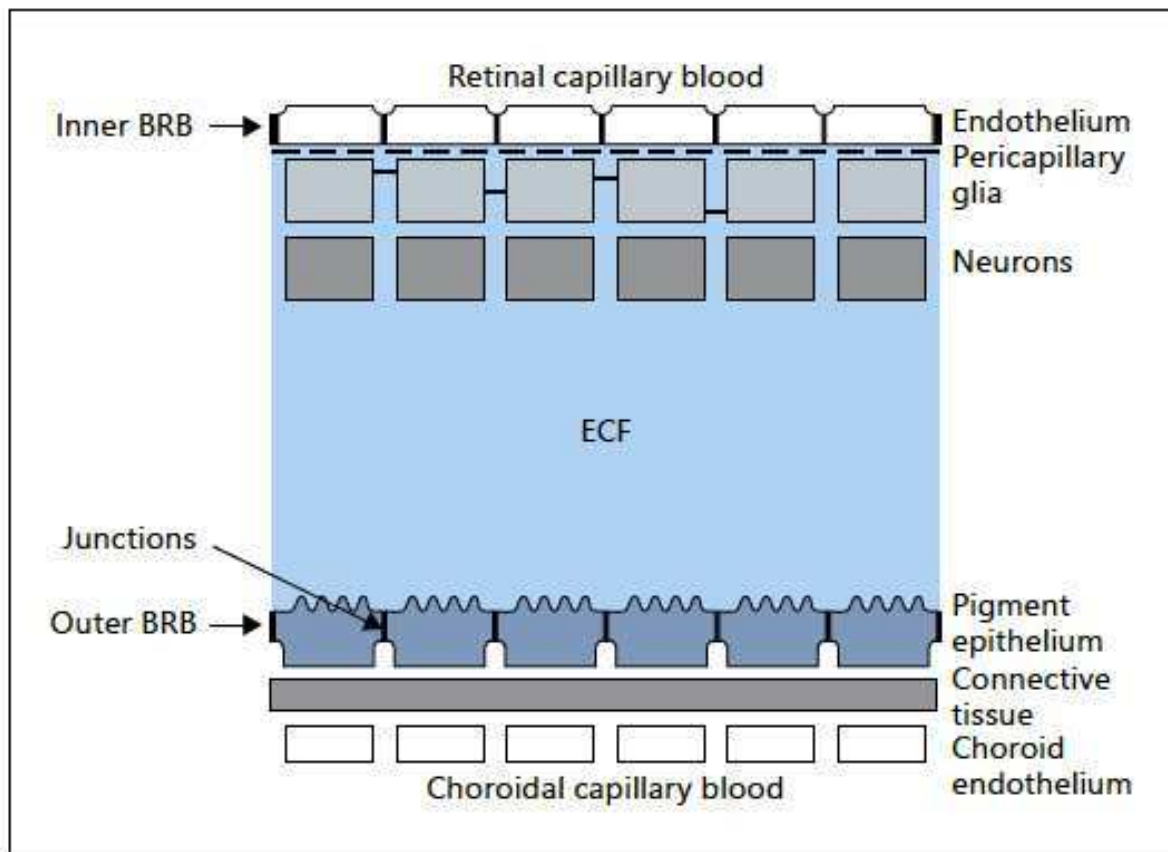 Retinal capillary blood
Inner BRB
Endothelium
Pericapillary
glia
Neurons
ECF
Junctions
Outer BRB
Pigment
epithelium
Connective
tissue
Choroid
endothelium
Choroidal capillary blood